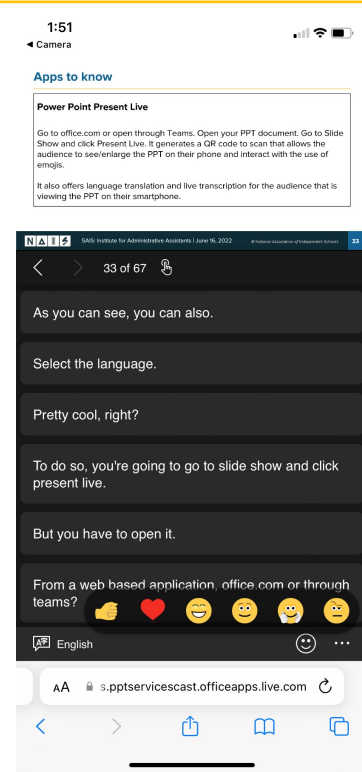 1:51
◀ Camera
Apps to know
Power Point Present Live
Go to office.com or open through Teams. Open your PPT document. Go to Slide
Show and click Present Live. It generates a QR code to scan that allows the
audience to see/enlarge the PPT on their phone and interact with the use of
emojis.
It also offers language translation and live transcription for the audience that is
viewing the PPT on their smartphone.
NAIS SAIS: Institute for Administrative Assistants | June 16, 2022 © National Association of Independent Schools 33
33 of 67
As you can see, you can also.
Select the language.
Pretty cool, right?
To do so, you're going to go to slide show and click
present live.
But you have to open it.
From a web based application, office.com or through
teams?
English
AA s.pptservicescast.officeapps.live.com